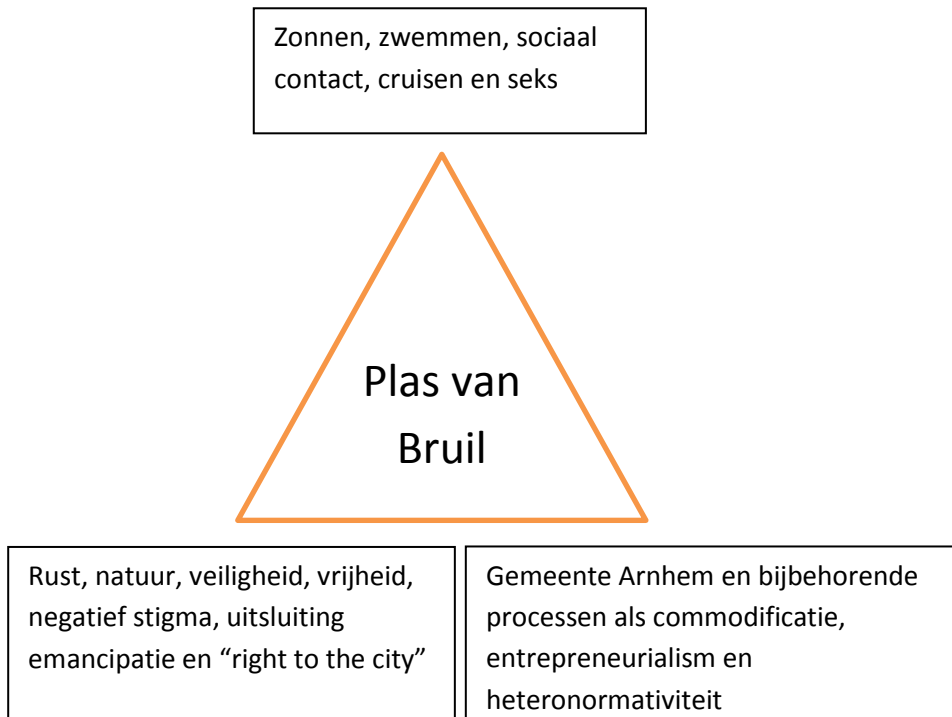 Zonnen, zwemmen, sociaal
contact, cruisen en seks
Plas van
Bruil
Rust, natuur, veiligheid, vrijheid,
negatief stigma, uitsluiting
emancipatie en “right to the city”
Gemeente Arnhem en bijbehorende
processen als commodificatie,
entrepreneurialism en
heteronormativiteit